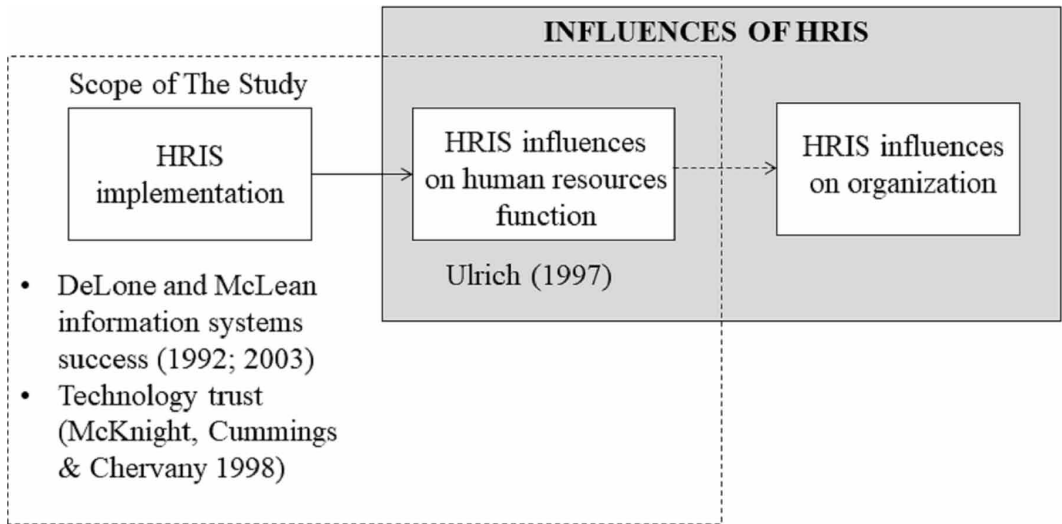 INFLUENCES OF HRIS
Scope of The Study
HRIS
implementation
HRIS influences
on human resources
function
HRIS influences
on organization
Ulrich (1997)
• DeLone and McLean
information systems
success (1992; 2003)
• Technology trust
(McKnight, Cummings
& Chervany 1998)